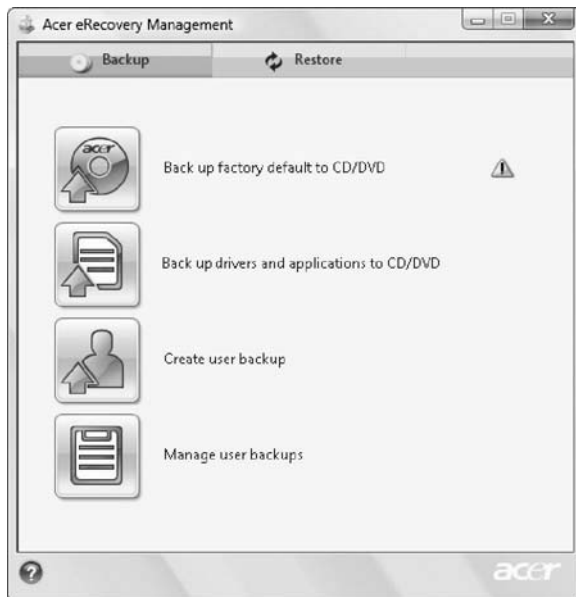 Acer eRecovery Management
Backup
Restore
acer
Back up factory default to CD/DVD
Back up drivers and applications to CD/DVD
Create user backup
Manage user backups
?
acer